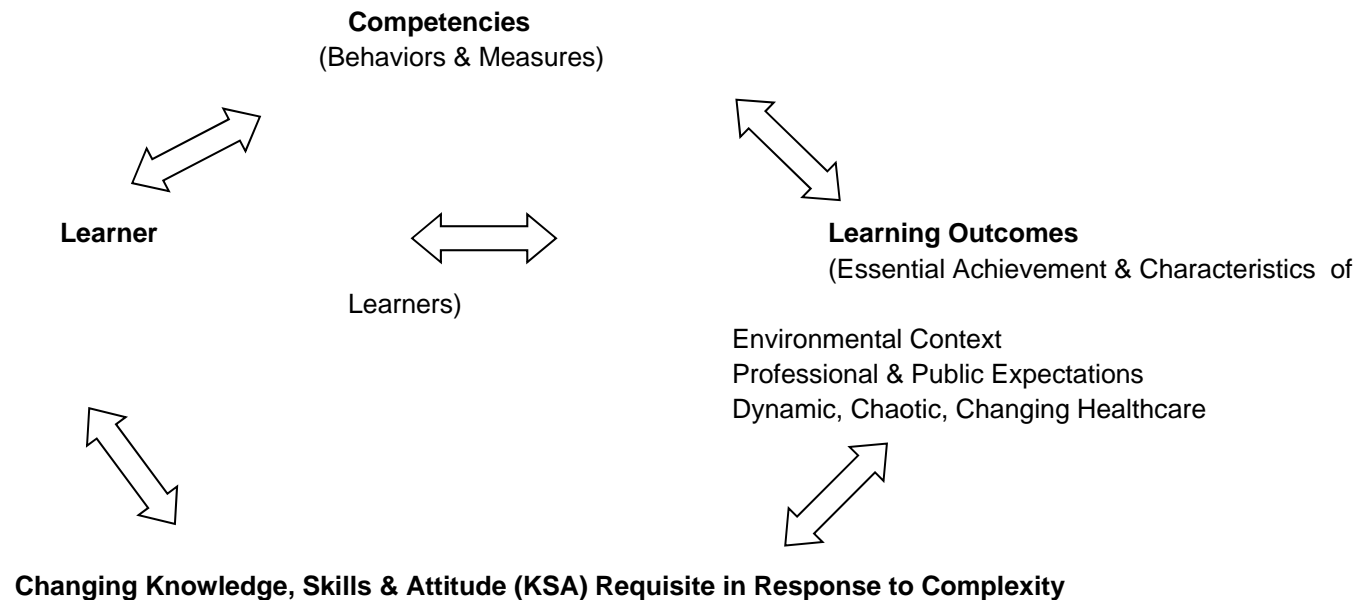 Competencies
(Behaviors & Measures)
Learner
Learning Outcomes
(Essential Achievement & Characteristics of
Learners)
Environmental Context
Professional & Public Expectations
Dynamic, Chaotic, Changing Healthcare
Changing Knowledge, Skills & Attitude (KSA) Requisite in Response to Complexity